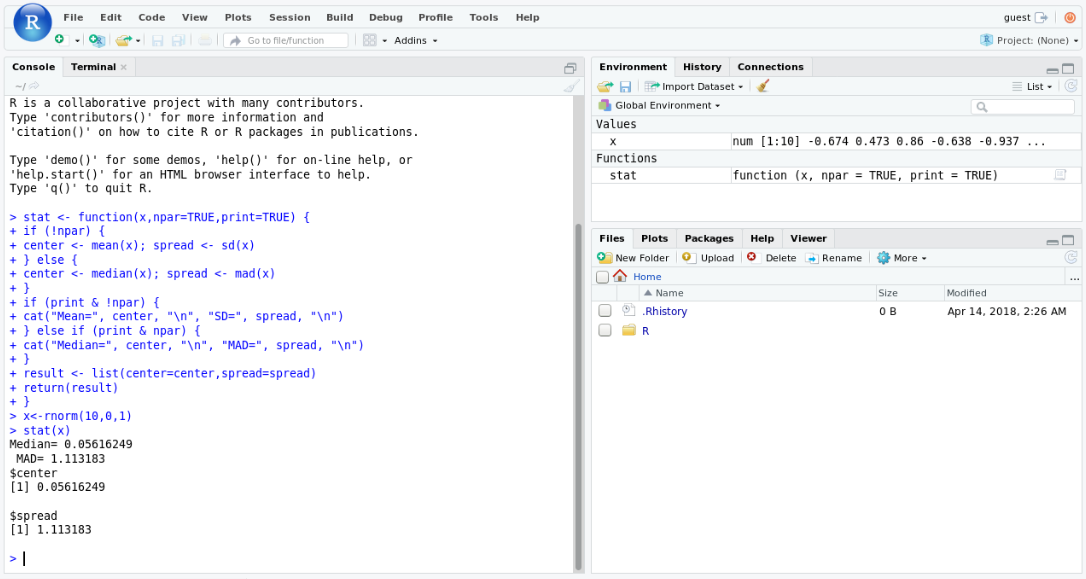 R File Edit Code View Plots Session Build Debug Profile Tools Help guest
Go to file/function Addins Project: (None)
Console Terminal
~/
R is a collaborative project with many contributors.
Type 'contributors()' for more information and
'citation()' on how to cite R or R packages in publications.
Type 'demo()' for some demos, 'help()' for on-line help, or
'help.start()' for an HTML browser interface to help.
Type 'q()' to quit R.
> stat <- function(x,npar=TRUE,print=TRUE) {
+ if (!npar) {
+ center <- mean(x); spread <- sd(x)
+ } else {
+ center <- median(x); spread <- mad(x)
+ }
+ if (print & !npar) {
+ cat("Mean=", center, "\n", "SD=", spread, "\n")
+ } else if (print & npar) {
+ cat("Median=", center, "\n", "MAD=", spread, "\n")
+ }
+ result <- list(center=center,spread=spread)
+ return(result)
+ }
> x<-rnorm(10,0,1)
> stat(x)
Median= 0.05616249
MAD= 1.113183
$center
[1] 0.05616249
$spread
[1] 1.113183
>
Environment History Connections
Import Dataset List
Global Environment
Values
x num [1:10] -0.674 0.473 0.86 -0.638 -0.937 ...
Functions
stat function (x, npar = TRUE, print = TRUE)
Files Plots Packages Help Viewer
New Folder Upload Delete Rename More
Home ...
Name Size Modified
.Rhistory 0 B Apr 14, 2018, 2:26 AM
R